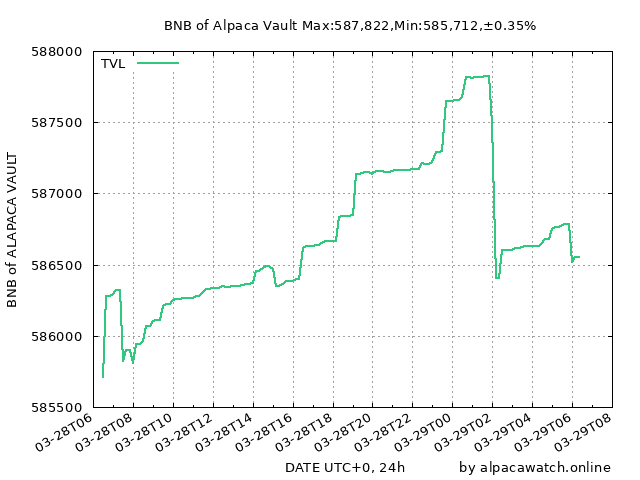 BNB of Alpaca Vault Max:587,822,Min:585,712,±0.35%
588000
TVL
587500
587000
586500
586000
585500
BNB of ALAPACA VAULT
03-28T06
03-28T08
03-28T10
03-28T12
03-28T14
03-28T16
03-28T18
03-28T20
03-28T22
03-29T00
03-29T02
03-29T04
03-29T06
03-29T08
DATE UTC+0, 24h
by alpacawatch.online